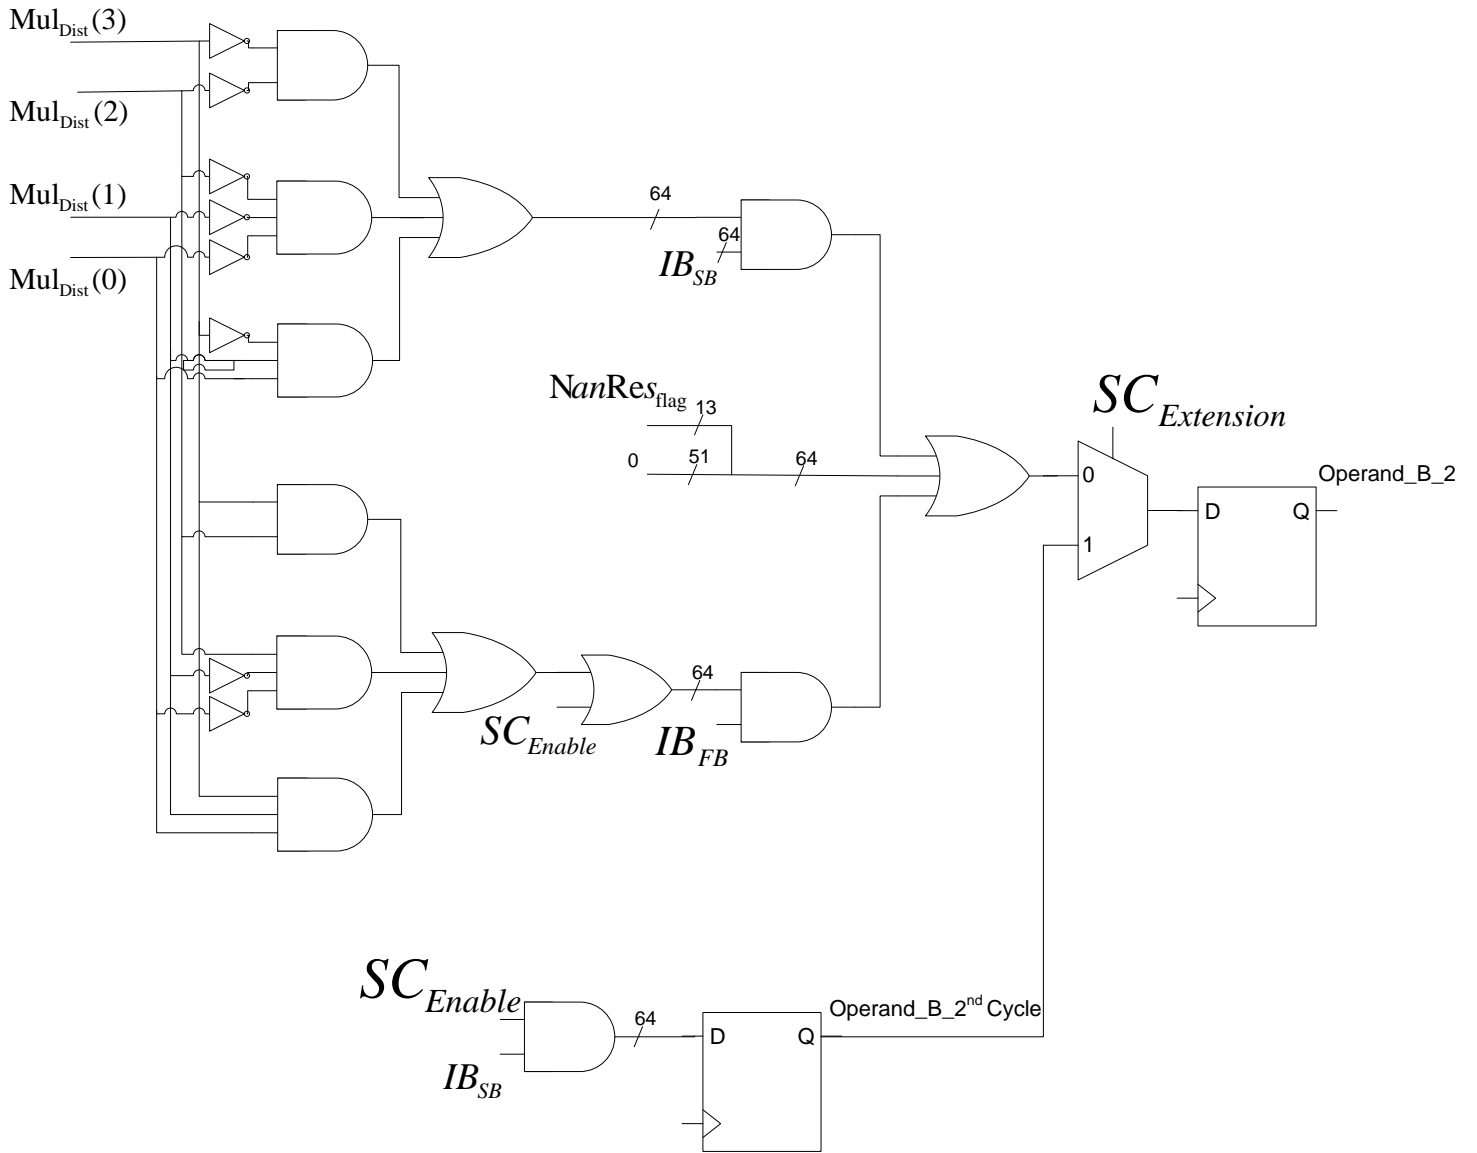 Mul_Dist(3)
Mul_Dist(2)
Mul_Dist(1)
Mul_Dist(0)
64
64
IB_SB
NanRes_flag
13
0
51
64
SC_Extension
0
1
D
Q
Operand_B_2
SC_Enable
64
IB_FB
SC_Enable
IB_SB
64
D
Q
Operand_B_2nd Cycle